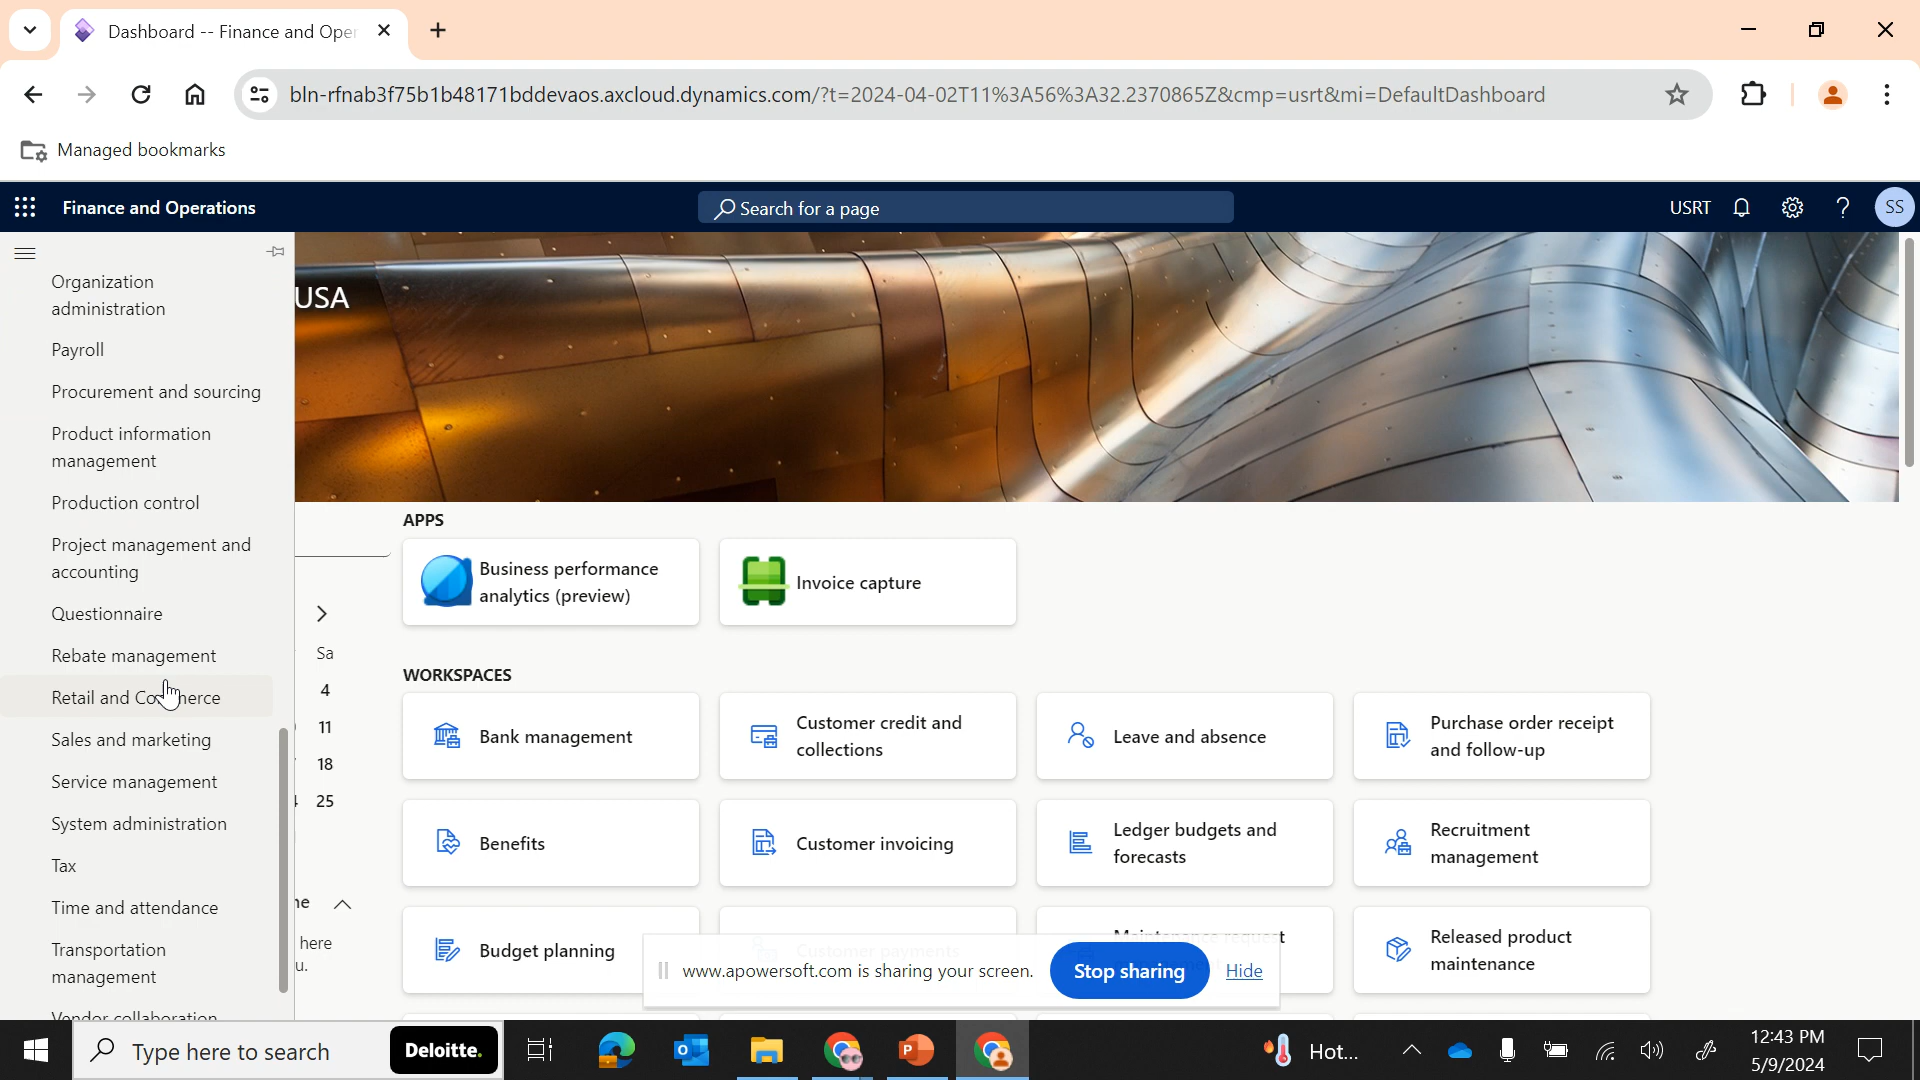 Dashboard -- Finance and Oper
bln-rfnab3f75b1b48171bddevaos.axcloud.dynamics.com/?t=2024-04-02T11%3A56%3A32.2370865Z&cmp=usrt&mi=DefaultDashboard
Managed bookmarks
Finance and Operations
Search for a page
USRT
SS
Organization
administration
Payroll
Procurement and sourcing
Product information
management
Production control
Project management and
accounting
Questionnaire
Rebate management
Retail and Commerce
Sales and marketing
Service management
System administration
Tax
Time and attendance
Transportation
management
Vendor collaboration
USA
Sa
4
11
18
25
here
u.
APPS
Business performance
analytics (preview)
Invoice capture
WORKSPACES
Bank management
Customer credit and
collections
Leave and absence
Purchase order receipt
and follow-up
Benefits
Customer invoicing
Ledger budgets and
forecasts
Recruitment
management
Budget planning
Customer payments
Maintenance request
Released product
maintenance
www.apowersoft.com is sharing your screen.
Stop sharing
Hide
Type here to search
Deloitte.
Hot...
12:43 PM
5/9/2024